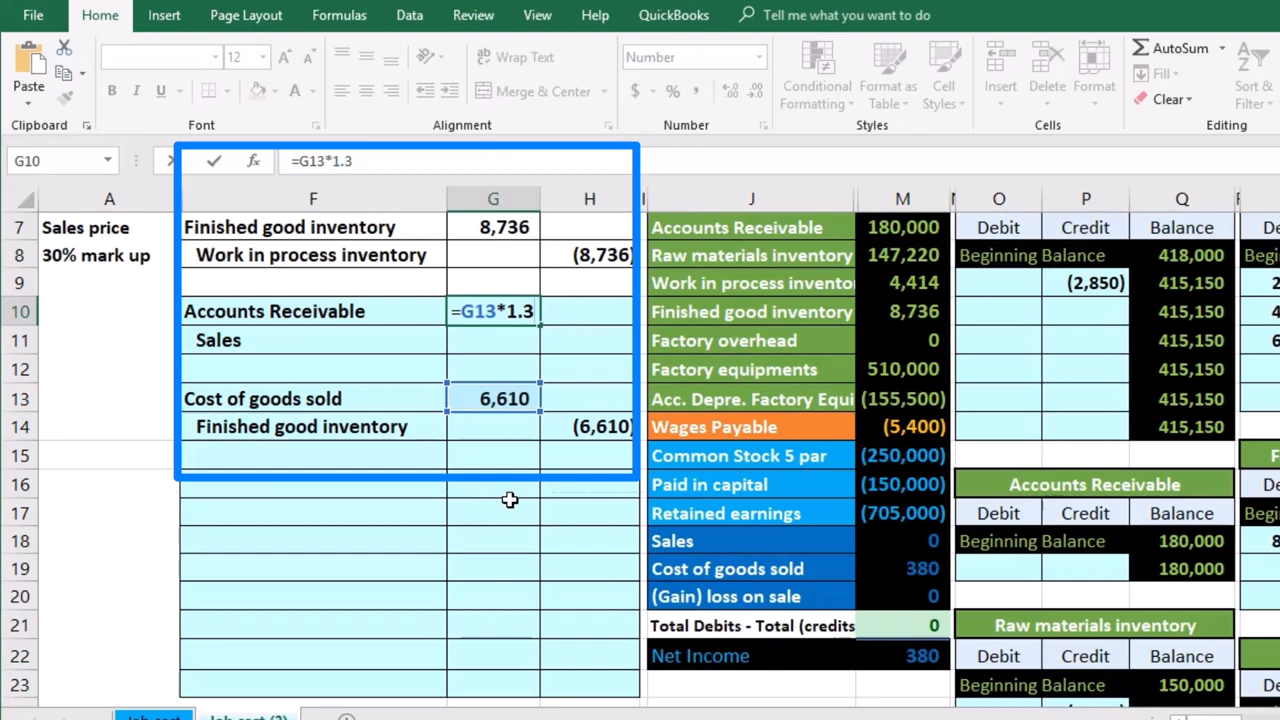 File Home Insert Page Layout Formulas Data Review View Help QuickBooks Tell me what you want to do
12 Wrap Text Number AutoSum
Paste Conditional Format as Cell Insert Delete Format Fill Sort &
B I U A Merge & Center $ % , Formatting Table Styles Clear Filter
Clipboard Font Alignment Number Styles Cells Editing
G10 fx =G13*1.3
A F G H J M O P Q
7 Sales price Finished good inventory 8,736 Accounts Receivable 180,000 Debit Credit Balance
8 30% mark up Work in process inventory (8,736) Raw materials inventory 147,220 Beginning Balance 418,000
9 Work in process invento 4,414 (2,850) 415,150
10 Accounts Receivable =G13*1.3 Finished good inventory 8,736 415,150
11 Sales Factory overhead 0 415,150
12 Factory equipments 510,000 415,150
13 Cost of goods sold 6,610 Acc. Depre. Factory Equi (155,500) 415,150
14 Finished good inventory (6,610) Wages Payable (5,400) 415,150
15 Common Stock 5 par (250,000)
16 Paid in capital (150,000) Accounts Receivable
17 Retained earnings (705,000) Debit Credit Balance
18 Sales 0 Beginning Balance 180,000
19 Cost of goods sold 380 180,000
20 (Gain) loss on sale 0
21 Total Debits - Total (credits 0 Raw materials inventory
22 Net Income 380 Debit Credit Balance
23 Beginning Balance 150,000